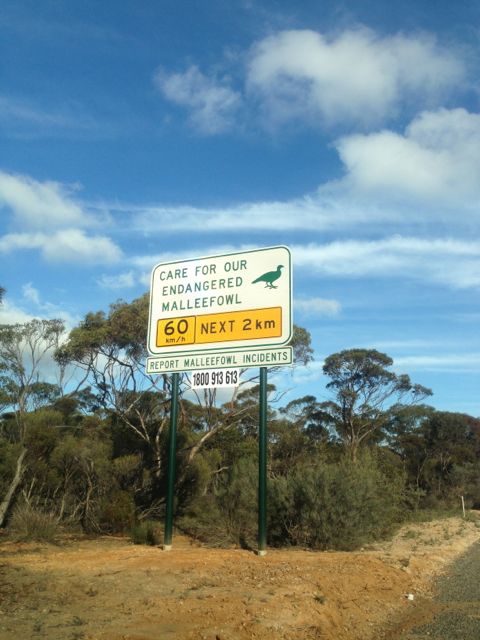 CARE FOR OUR
ENDANGERED
MALLEEFOWL
60 km/h NEXT 2 km
REPORT MALLEEFOWL INCIDENTS
1800 913 613